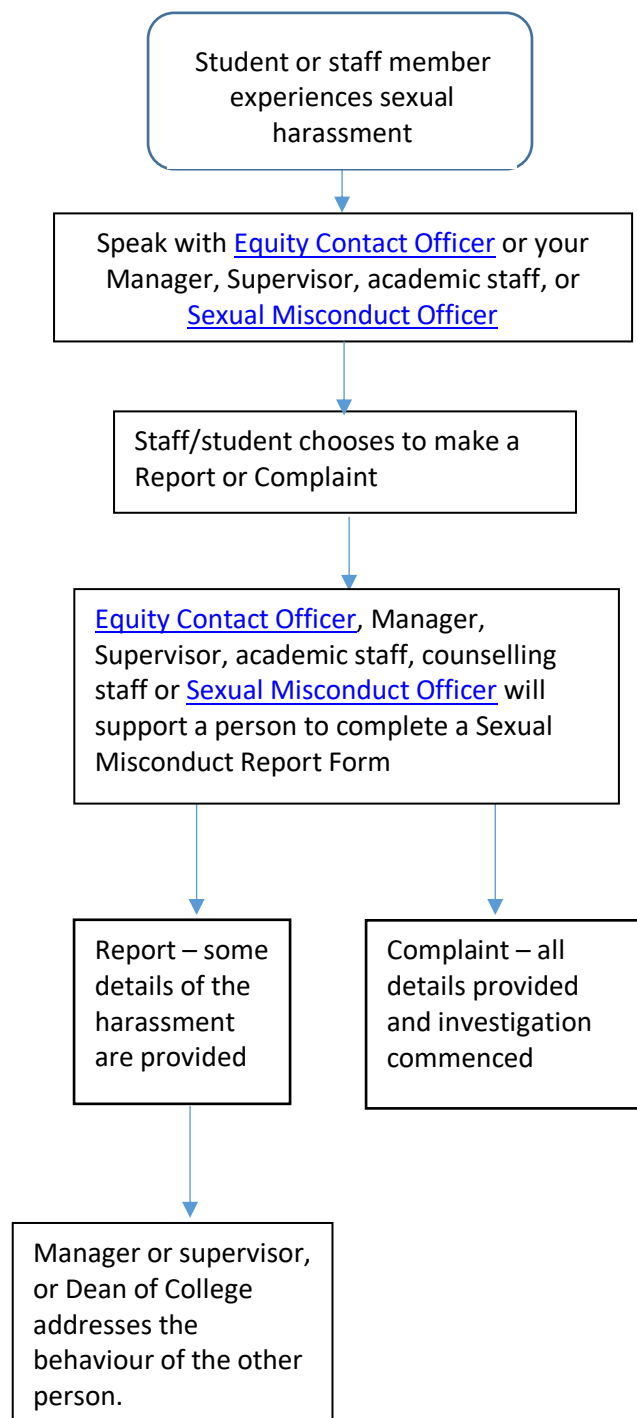 Student or staff member
experiences sexual
harassment
Speak with Equity Contact Officer or your
Manager, Supervisor, academic staff, or
Sexual Misconduct Officer
Staff/student chooses to make a
Report or Complaint
Equity Contact Officer, Manager,
Supervisor, academic staff, counselling
staff or Sexual Misconduct Officer will
support a person to complete a Sexual
Misconduct Report Form
Report – some
details of the
harassment
are provided
Complaint – all
details provided
and investigation
commenced
Manager or supervisor,
or Dean of College
addresses the
behaviour of the other
person.